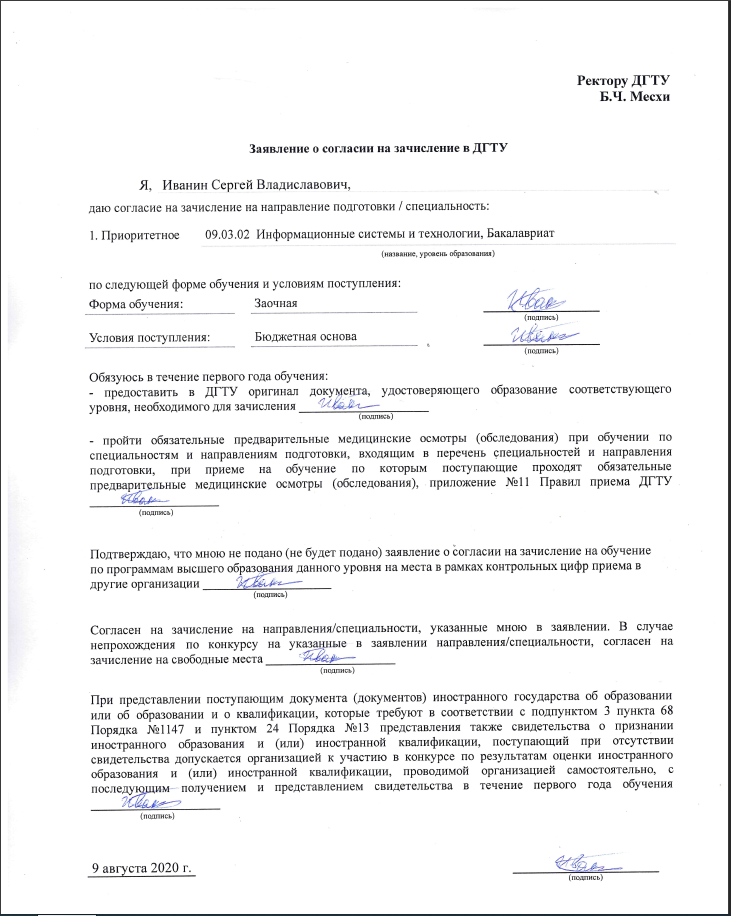 Ректору ДГТУ
Б.Ч. Месхи
Заявление о согласии на зачисление в ДГТУ
Я, Иванин Сергей Владиславович,
даю согласие на зачисление на направление подготовки / специальность:
1. Приоритетное 09.03.02 Информационные системы и технологии, Бакалавриат
(название, уровень образования)
по следующей форме обучения и условиям поступления:
Форма обучения: Заочная
(подпись)
Условия поступления: Бюджетная основа
(подпись)
Обязуюсь в течение первого года обучения:
- предоставить в ДГТУ оригинал документа, удостоверяющего образование соответствующего
уровня, необходимого для зачисления
(подпись)
- пройти обязательные предварительные медицинские осмотры (обследования) при обучении по
специальностям и направлениям подготовки, входящим в перечень специальностей и направления
подготовки, при приеме на обучение по которым поступающие проходят обязательные
предварительные медицинские осмотры (обследования), приложение №11 Правил приема ДГТУ
(подпись)
Подтверждаю, что мною не подано (не будет подано) заявление о согласии на зачисление на обучение
по программам высшего образования данного уровня на места в рамках контрольных цифр приема в
другие организации
(подпись)
Согласен на зачисление на направления/специальности, указанные мною в заявлении. В случае
непрохождения по конкурсу на указанные в заявлении направления/специальности, согласен на
зачисление на свободные места
(подпись)
При представлении поступающим документа (документов) иностранного государства об образовании
или об образовании и о квалификации, которые требуют в соответствии с подпунктом 3 пункта 68
Порядка №1147 и пунктом 24 Порядка №13 представления также свидетельства о признании
иностранного образования и (или) иностранной квалификации, поступающий при отсутствии
свидетельства допускается организацией к участию в конкурсе по результатам оценки иностранного
образования и (или) иностранной квалификации, проводимой организацией самостоятельно, с
последующим получением и представлением свидетельства в течение первого года обучения
(подпись)
9 августа 2020 г.
(подпись)